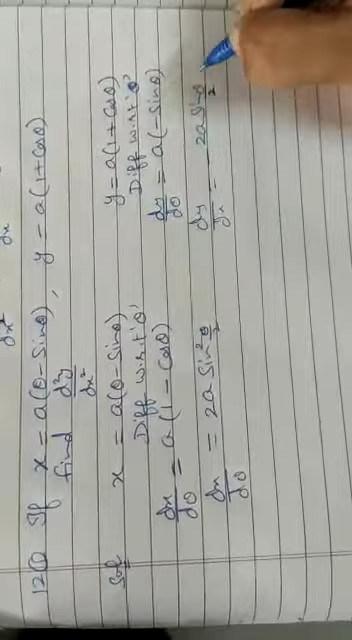 12Q If x = a(θ - Sinθ), y = a(1+Cosθ)
find d²y/dx²
Sol x = a(θ - Sinθ) y = a(1+Cosθ)
Diff w.r.t 'θ' Diff w.r.t 'θ'
dx/dθ = a(1 - Cosθ) dy/dθ = a(-Sinθ)
dx/dθ = 2a Sin²θ/2 dy/dx = 2a Sinθ/2